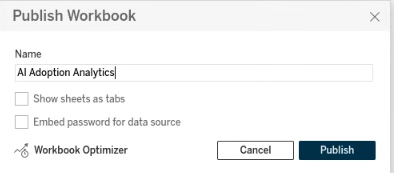 Publish Workbook
Name
AI Adoption Analytics
Show sheets as tabs
Embed password for data source
Workbook Optimizer
Cancel
Publish